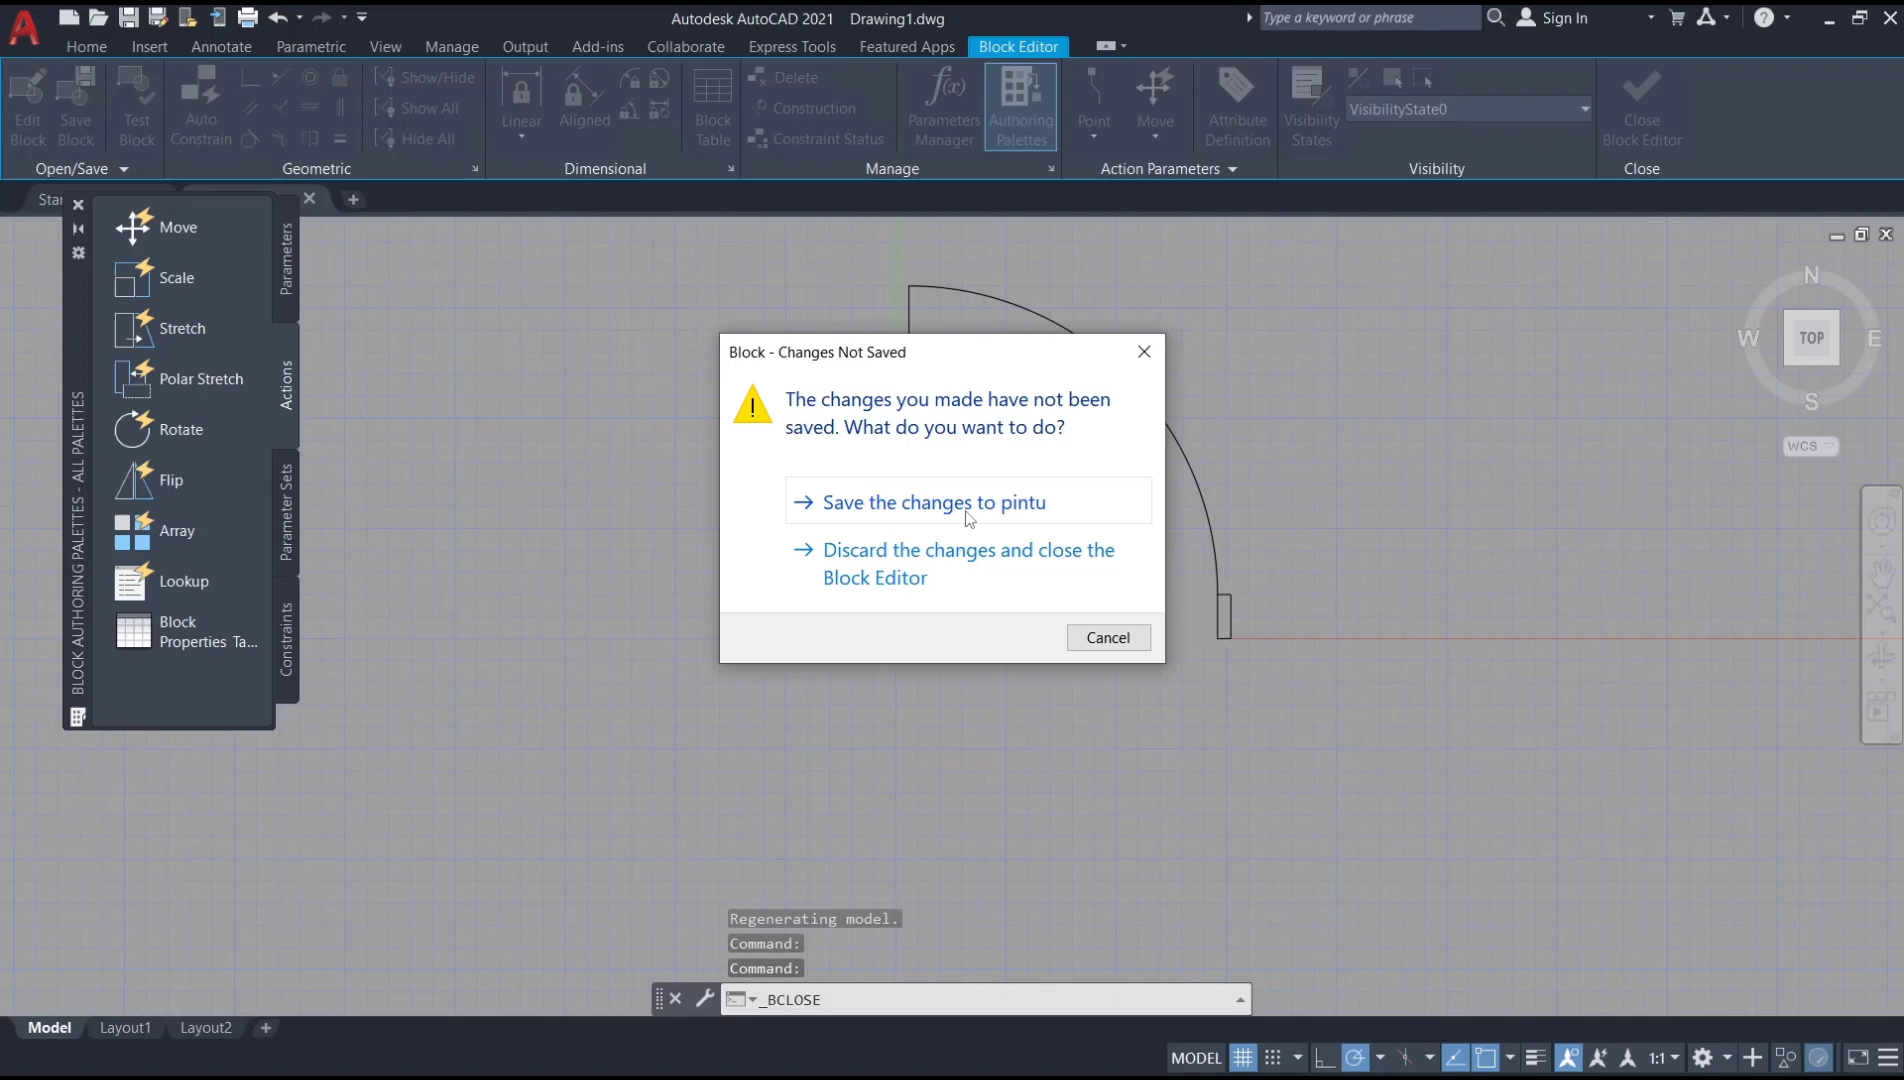 Autodesk AutoCAD 2021 Drawing1.dwg
Type a keyword or phrase
Sign In
Home Insert Annotate Parametric View Manage Output Add-ins Collaborate Express Tools Featured Apps Block Editor
Edit Block
Save Block
Test Block
Open/Save
Auto Constrain
Show/Hide
Show All
Hide All
Geometric
Linear
Aligned
Dimensional
Block Table
Delete
Construction
Constraint Status
Parameters Manager
Authoring Palettes
Manage
Point
Move
Action Parameters
Attribute Definition
Visibility States
VisibilityState0
Visibility
Close Block Editor
Close
Move
Scale
Stretch
Polar Stretch
Rotate
Flip
Array
Lookup
Block
Properties Ta...
Parameters
Actions
Parameter Sets
Constraints
BLOCK AUTHORING PALETTES - ALL PALETTES
N
W TOP E
S
WCS
Block - Changes Not Saved
The changes you made have not been
saved. What do you want to do?
Save the changes to pintu
Discard the changes and close the
Block Editor
Cancel
Regenerating model.
Command:
Command:
_BCLOSE
Model Layout1 Layout2
MODEL 1:1